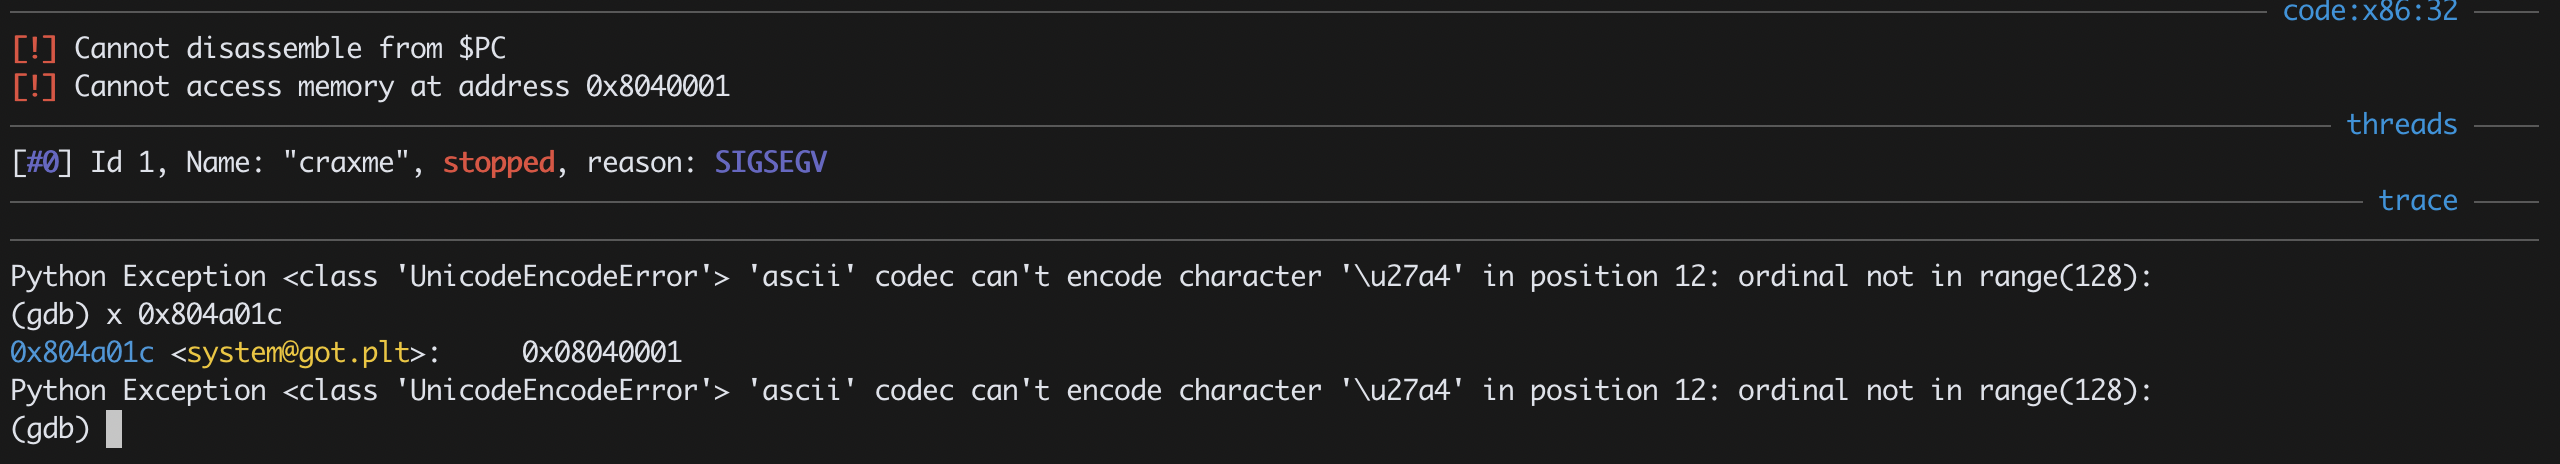 code:x86:32
[!] Cannot disassemble from $PC
[!] Cannot access memory at address 0x8040001
threads
[#0] Id 1, Name: "craxme", stopped, reason: SIGSEGV
trace
Python Exception <class 'UnicodeEncodeError'> 'ascii' codec can't encode character '\u27a4' in position 12: ordinal not in range(128):
(gdb) x 0x804a01c
0x804a01c <system@got.plt>: 0x08040001
Python Exception <class 'UnicodeEncodeError'> 'ascii' codec can't encode character '\u27a4' in position 12: ordinal not in range(128):
(gdb)